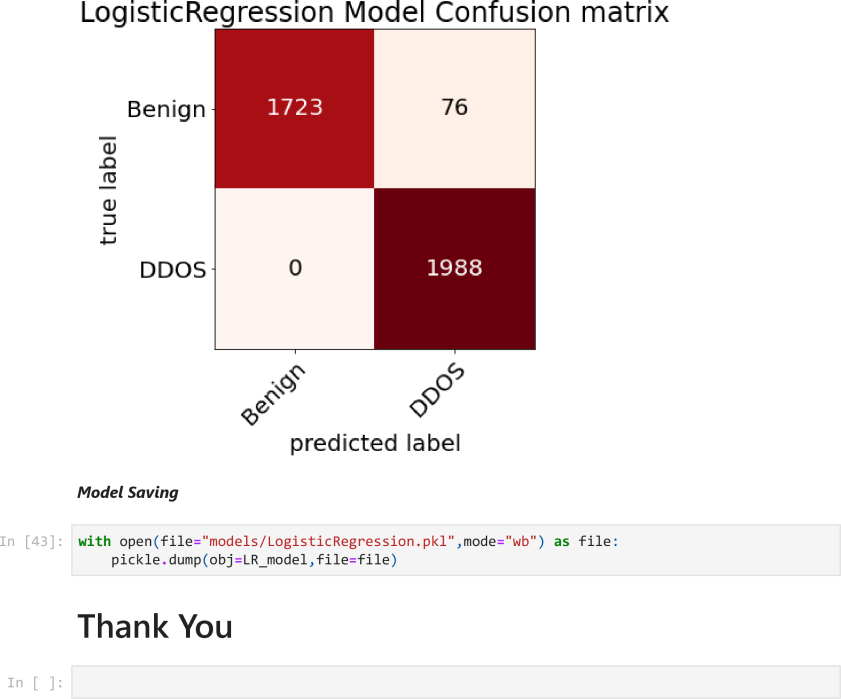 LogisticRegression Model Confusion matrix
Benign 1723 76
true label
DDOS 0 1988
Benign DDOS
predicted label
Model Saving
In [43]: with open(file="models/LogisticRegression.pkl",mode="wb") as file:
    pickle.dump(obj=LR_model,file=file)
Thank You
In [ ]: